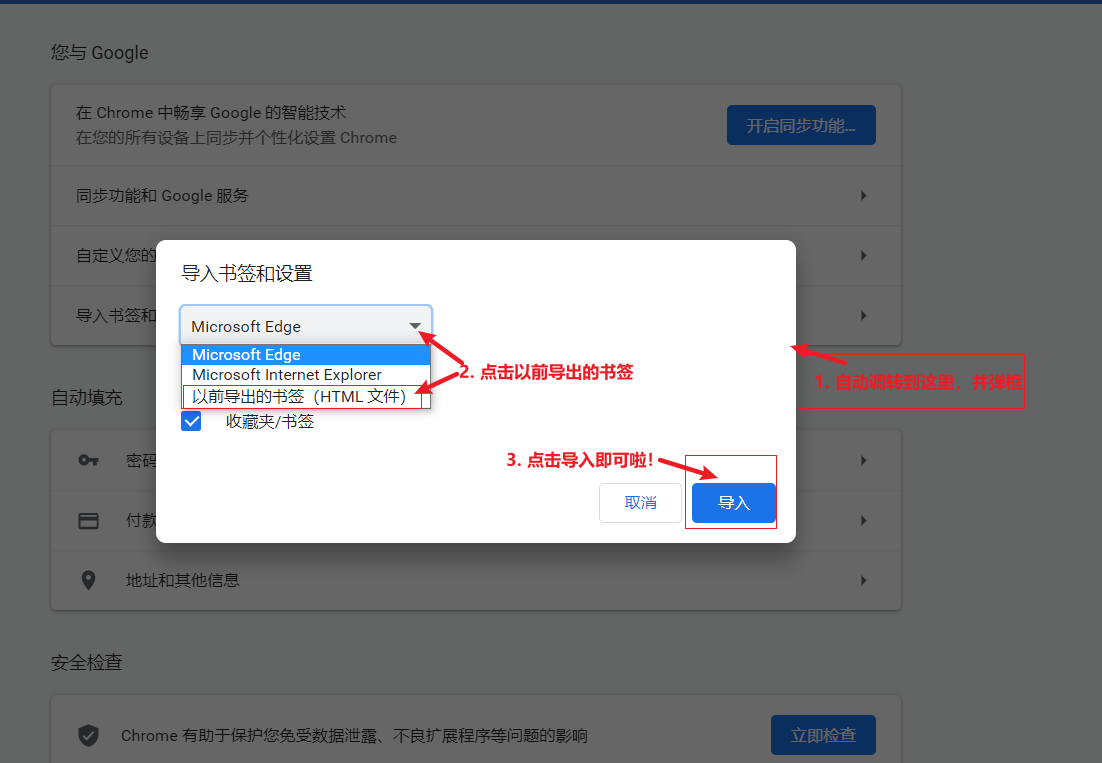 您与 Google
在 Chrome 中畅享 Google 的智能技术
在您的所有设备上同步并个性化设置 Chrome
开启同步功能...
同步功能和 Google 服务
自定义您的
导入书签和设置
导入书签和
Microsoft Edge
Microsoft Edge
Microsoft Internet Explorer
以前导出的书签（HTML 文件）
2. 点击以前导出的书签
1. 自动调转到这里，并弹框
自动填充
收藏夹/书签
密码
3. 点击导入即可啦！
取消
导入
付款
地址和其他信息
安全检查
Chrome 有助于保护您免受数据泄露、不良扩展程序等问题的影响
立即检查